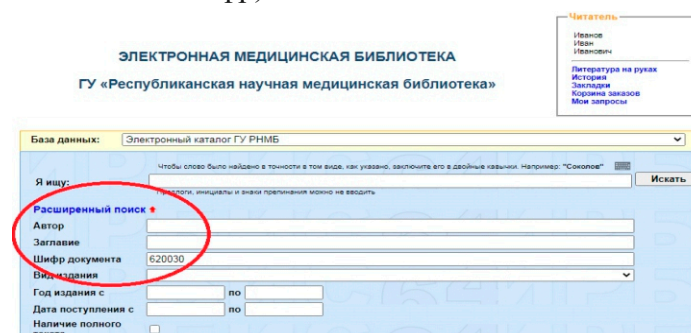 Читатель
Иванов
Иван
Иванович
Литература на руках
История
Закладки
Корзина заказов
Мои запросы
ЭЛЕКТРОННАЯ МЕДИЦИНСКАЯ БИБЛИОТЕКА
ГУ «Республиканская научная медицинская библиотека»
База данных: Электронный каталог ГУ РНМБ
Чтобы слово было найдено в точности в том виде, как указано, заключите его в двойные кавычки. Например: "Соколов"
Я ищу: Искать
Предлоги, инициалы и знаки препинания можно не вводить
Расширенный поиск
Автор
Заглавие
Шифр документа 620030
Вид издания
Год издания с по
Дата поступления с по
Наличие полного